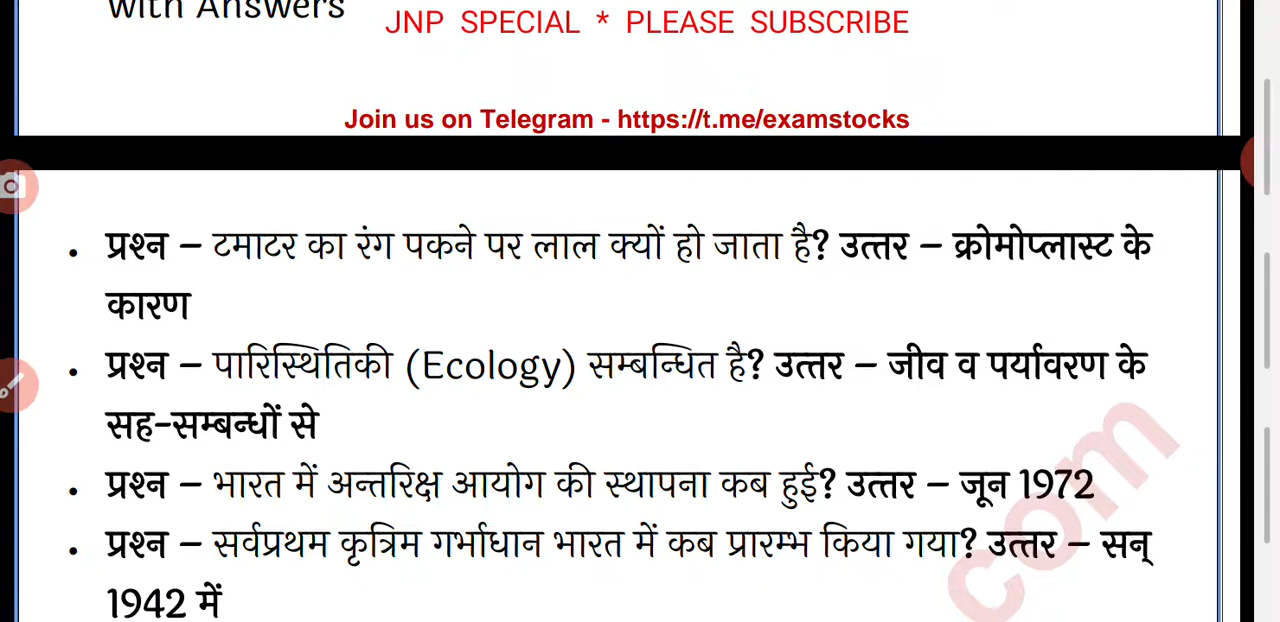 with Answers
JNP SPECIAL * PLEASE SUBSCRIBE
Join us on Telegram - https://t.me/examstocks
• प्रश्न – टमाटर का रंग पकने पर लाल क्यों हो जाता है? उत्तर – क्रोमोप्लास्ट के
कारण
• प्रश्न – पारिस्थितिकी (Ecology) सम्बन्धित है? उत्तर – जीव व पर्यावरण के
सह-सम्बन्धों से
• प्रश्न – भारत में अन्तरिक्ष आयोग की स्थापना कब हुई? उत्तर – जून 1972
• प्रश्न – सर्वप्रथम कृत्रिम गर्भाधान भारत में कब प्रारम्भ किया गया? उत्तर – सन्
1942 में
com